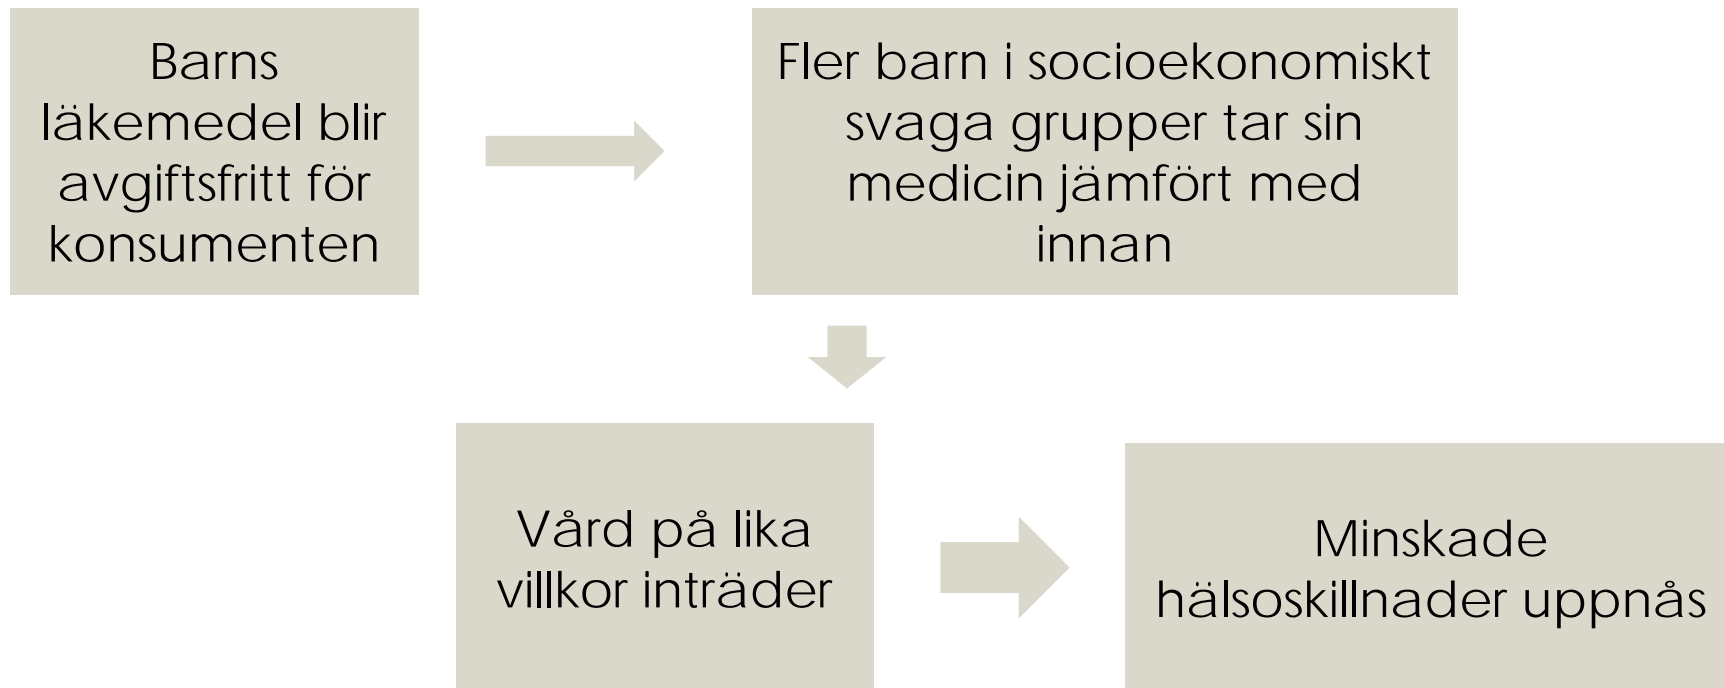 Barns
läkemedel blir
avgiftsfritt för
konsumenten
Fler barn i socioekonomiskt
svaga grupper tar sin
medicin jämfört med
innan
Vård på lika
villkor inträder
Minskade
hälsoskillnader uppnås